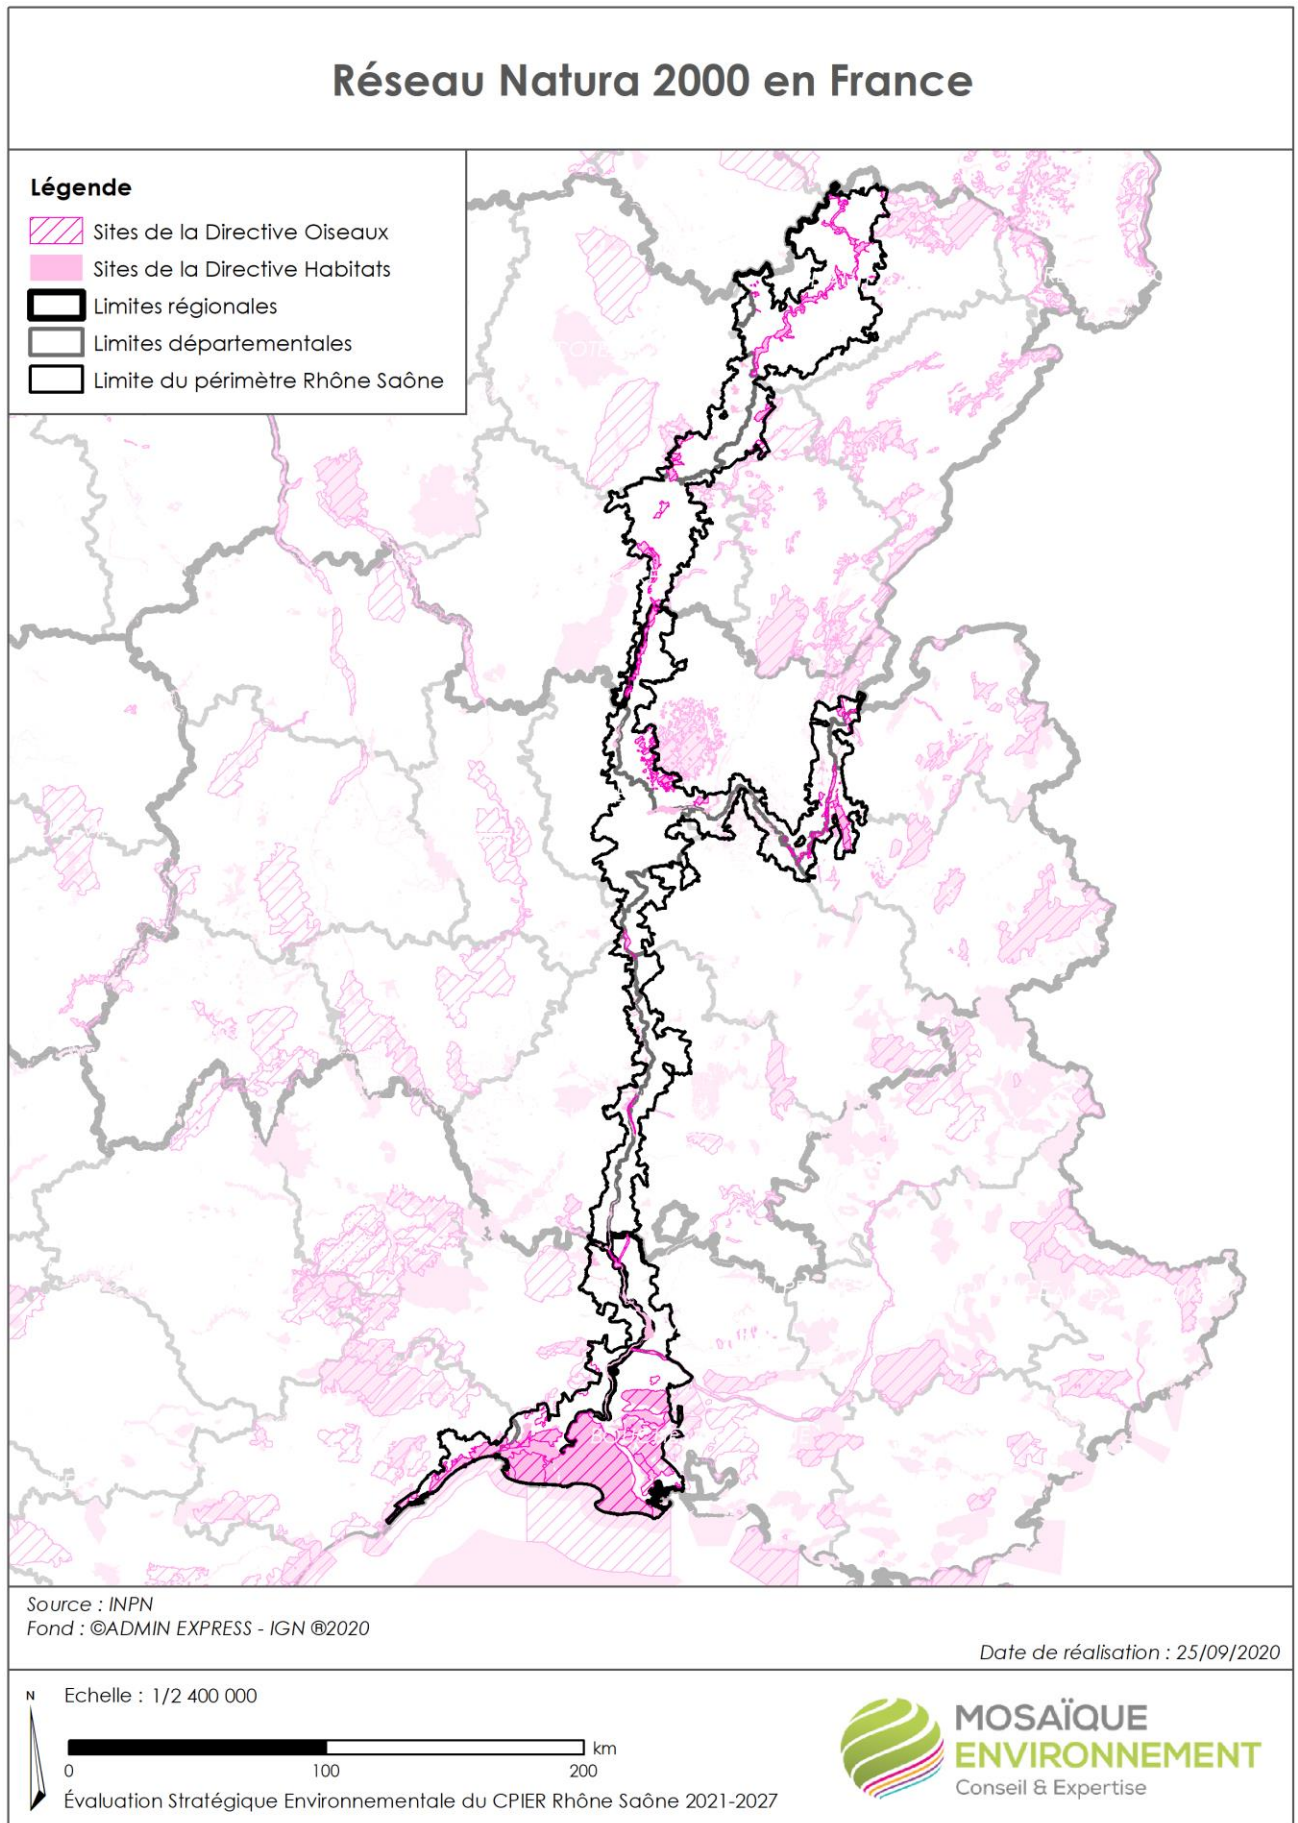 Réseau Natura 2000 en France
Légende
Sites de la Directive Oiseaux
Sites de la Directive Habitats
Limites régionales
Limites départementales
Limite du périmètre Rhône Saône
Source : INPN
Fond : ©ADMIN EXPRESS - IGN ®2020
Date de réalisation : 25/09/2020
N
Echelle : 1/2 400 000
km
0 100 200
Évaluation Stratégique Environnementale du CPIER Rhône Saône 2021-2027
MOSAÏQUE
ENVIRONNEMENT
Conseil & Expertise